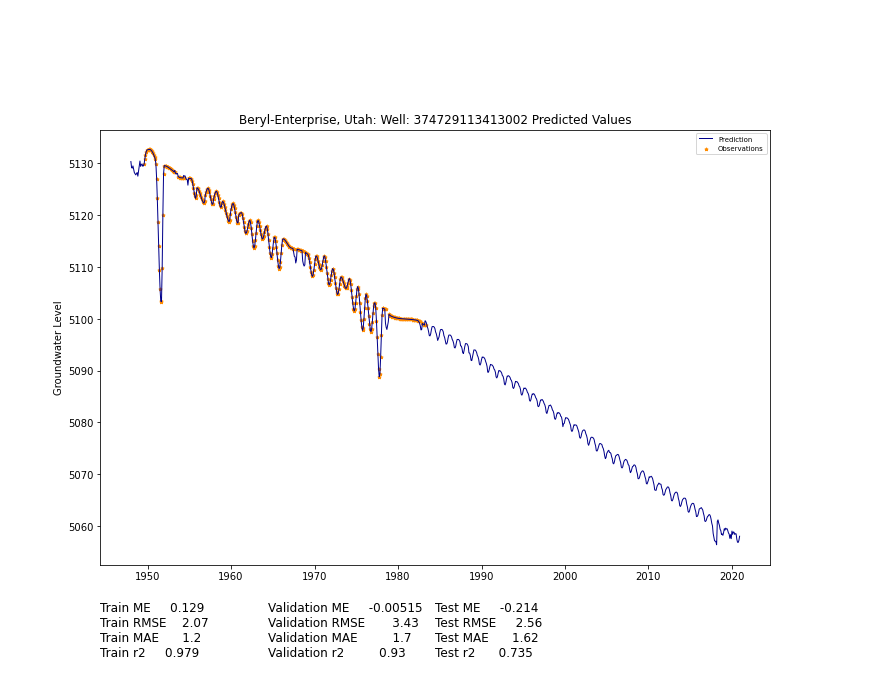 Beryl-Enterprise, Utah: Well: 374729113413002 Predicted Values
Prediction
Observations
Groundwater Level
5130
5120
5110
5100
5090
5080
5070
5060
1950 1960 1970 1980 1990 2000 2010 2020
Train ME 0.129 Validation ME -0.00515 Test ME -0.214
Train RMSE 2.07 Validation RMSE 3.43 Test RMSE 2.56
Train MAE 1.2 Validation MAE 1.7 Test MAE 1.62
Train r2 0.979 Validation r2 0.93 Test r2 0.735